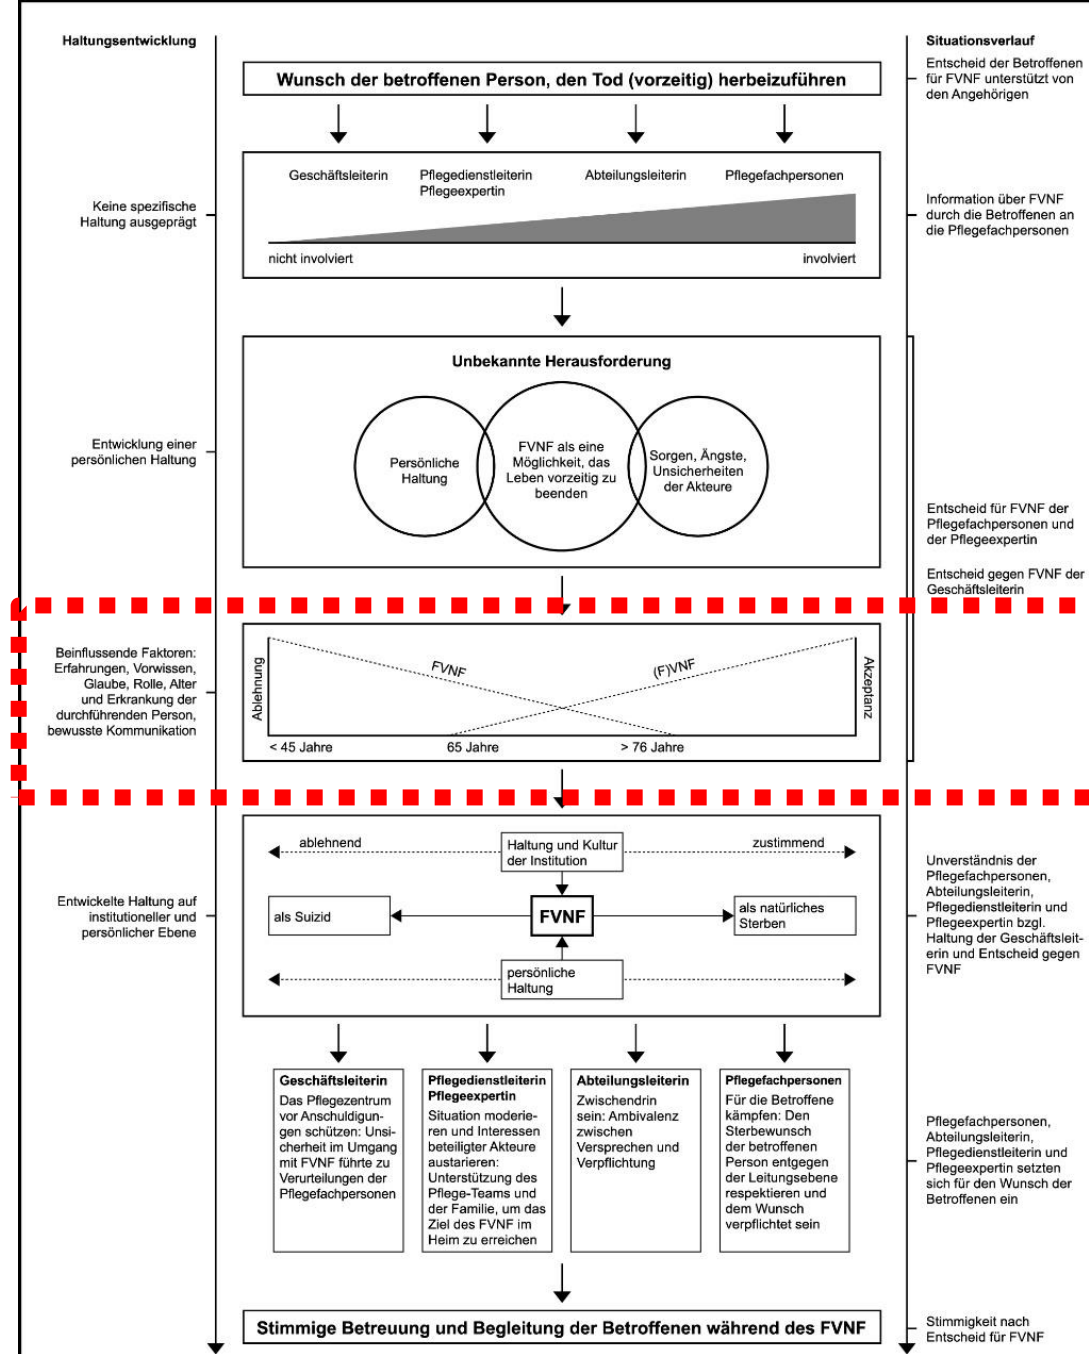 Haltungsentwicklung
Situationsverlauf
Wunsch der betroffenen Person, den Tod (vorzeitig) herbeizuführen
Entscheid der Betroffenen
für FVNF unterstützt von
den Angehörigen
Geschäftsleiterin
Pflegedienstleiterin
Pflegeexpertin
Abteilungsleiterin
Pflegefachpersonen
nicht involviert
involviert
Keine spezifische
Haltung ausgeprägt
Information über FVNF
durch die Betroffenen an
die Pflegefachpersonen
Unbekannte Herausforderung
Persönliche
Haltung
FVNF als eine
Möglichkeit, das
Leben vorzeitig zu
beenden
Sorgen, Ängste,
Unsicherheiten
der Akteure
Entwicklung einer
persönlichen Haltung
Entscheid für FVNF der
Pflegefachpersonen und
der Pflegeexpertin
Entscheid gegen FVNF der
Geschäftsleiterin
Beinflussende Faktoren:
Erfahrungen, Vorwissen,
Glaube, Rolle, Alter
und Erkrankung der
durchführenden Person,
bewusste Kommunikation
Ablehnung
FVNF
(F)VNF
Akzeptanz
< 45 Jahre
65 Jahre
> 76 Jahre
ablehnend
Haltung und Kultur
der Institution
zustimmend
als Suizid
FVNF
als natürliches
Sterben
persönliche
Haltung
Entwickelte Haltung auf
institutioneller und
persönlicher Ebene
Unverständnis der
Pflegefachpersonen,
Abteilungsleiterin,
Pflegedienstleiterin und
Pflegeexpertin bzgl.
Haltung der Geschäftsleit-
erin und Entscheid gegen
FVNF
Geschäftsleiterin
Das Pflegezentrum
vor Anschuldigun-
gen schützen: Unsi-
cherheit im Umgang
mit FVNF führte zu
Verurteilungen der
Pflegefachpersonen
Pflegedienstleiterin
Pflegeexpertin
Situation moderie-
ren und Interessen
beteiligter Akteure
austarieren:
Unterstützung des
Pflege-Teams und
der Familie, um das
Ziel des FVNF im
Heim zu erreichen
Abteilungsleiterin
Zwischendrin
sein: Ambivalenz
zwischen
Versprechen und
Verpflichtung
Pflegefachpersonen
Für die Betroffene
kämpfen: Den
Sterbewunsch
der betroffenen
Person entgegen
der Leitungsebene
respektieren und
dem Wunsch
verpflichtet sein
Pflegefachpersonen,
Abteilungsleiterin,
Pflegedienstleiterin und
Pflegeexpertin setzten
sich für den Wunsch der
Betroffenen ein
Stimmige Betreuung und Begleitung der Betroffenen während des FVNF
Stimmigkeit nach
Entscheid für FVNF